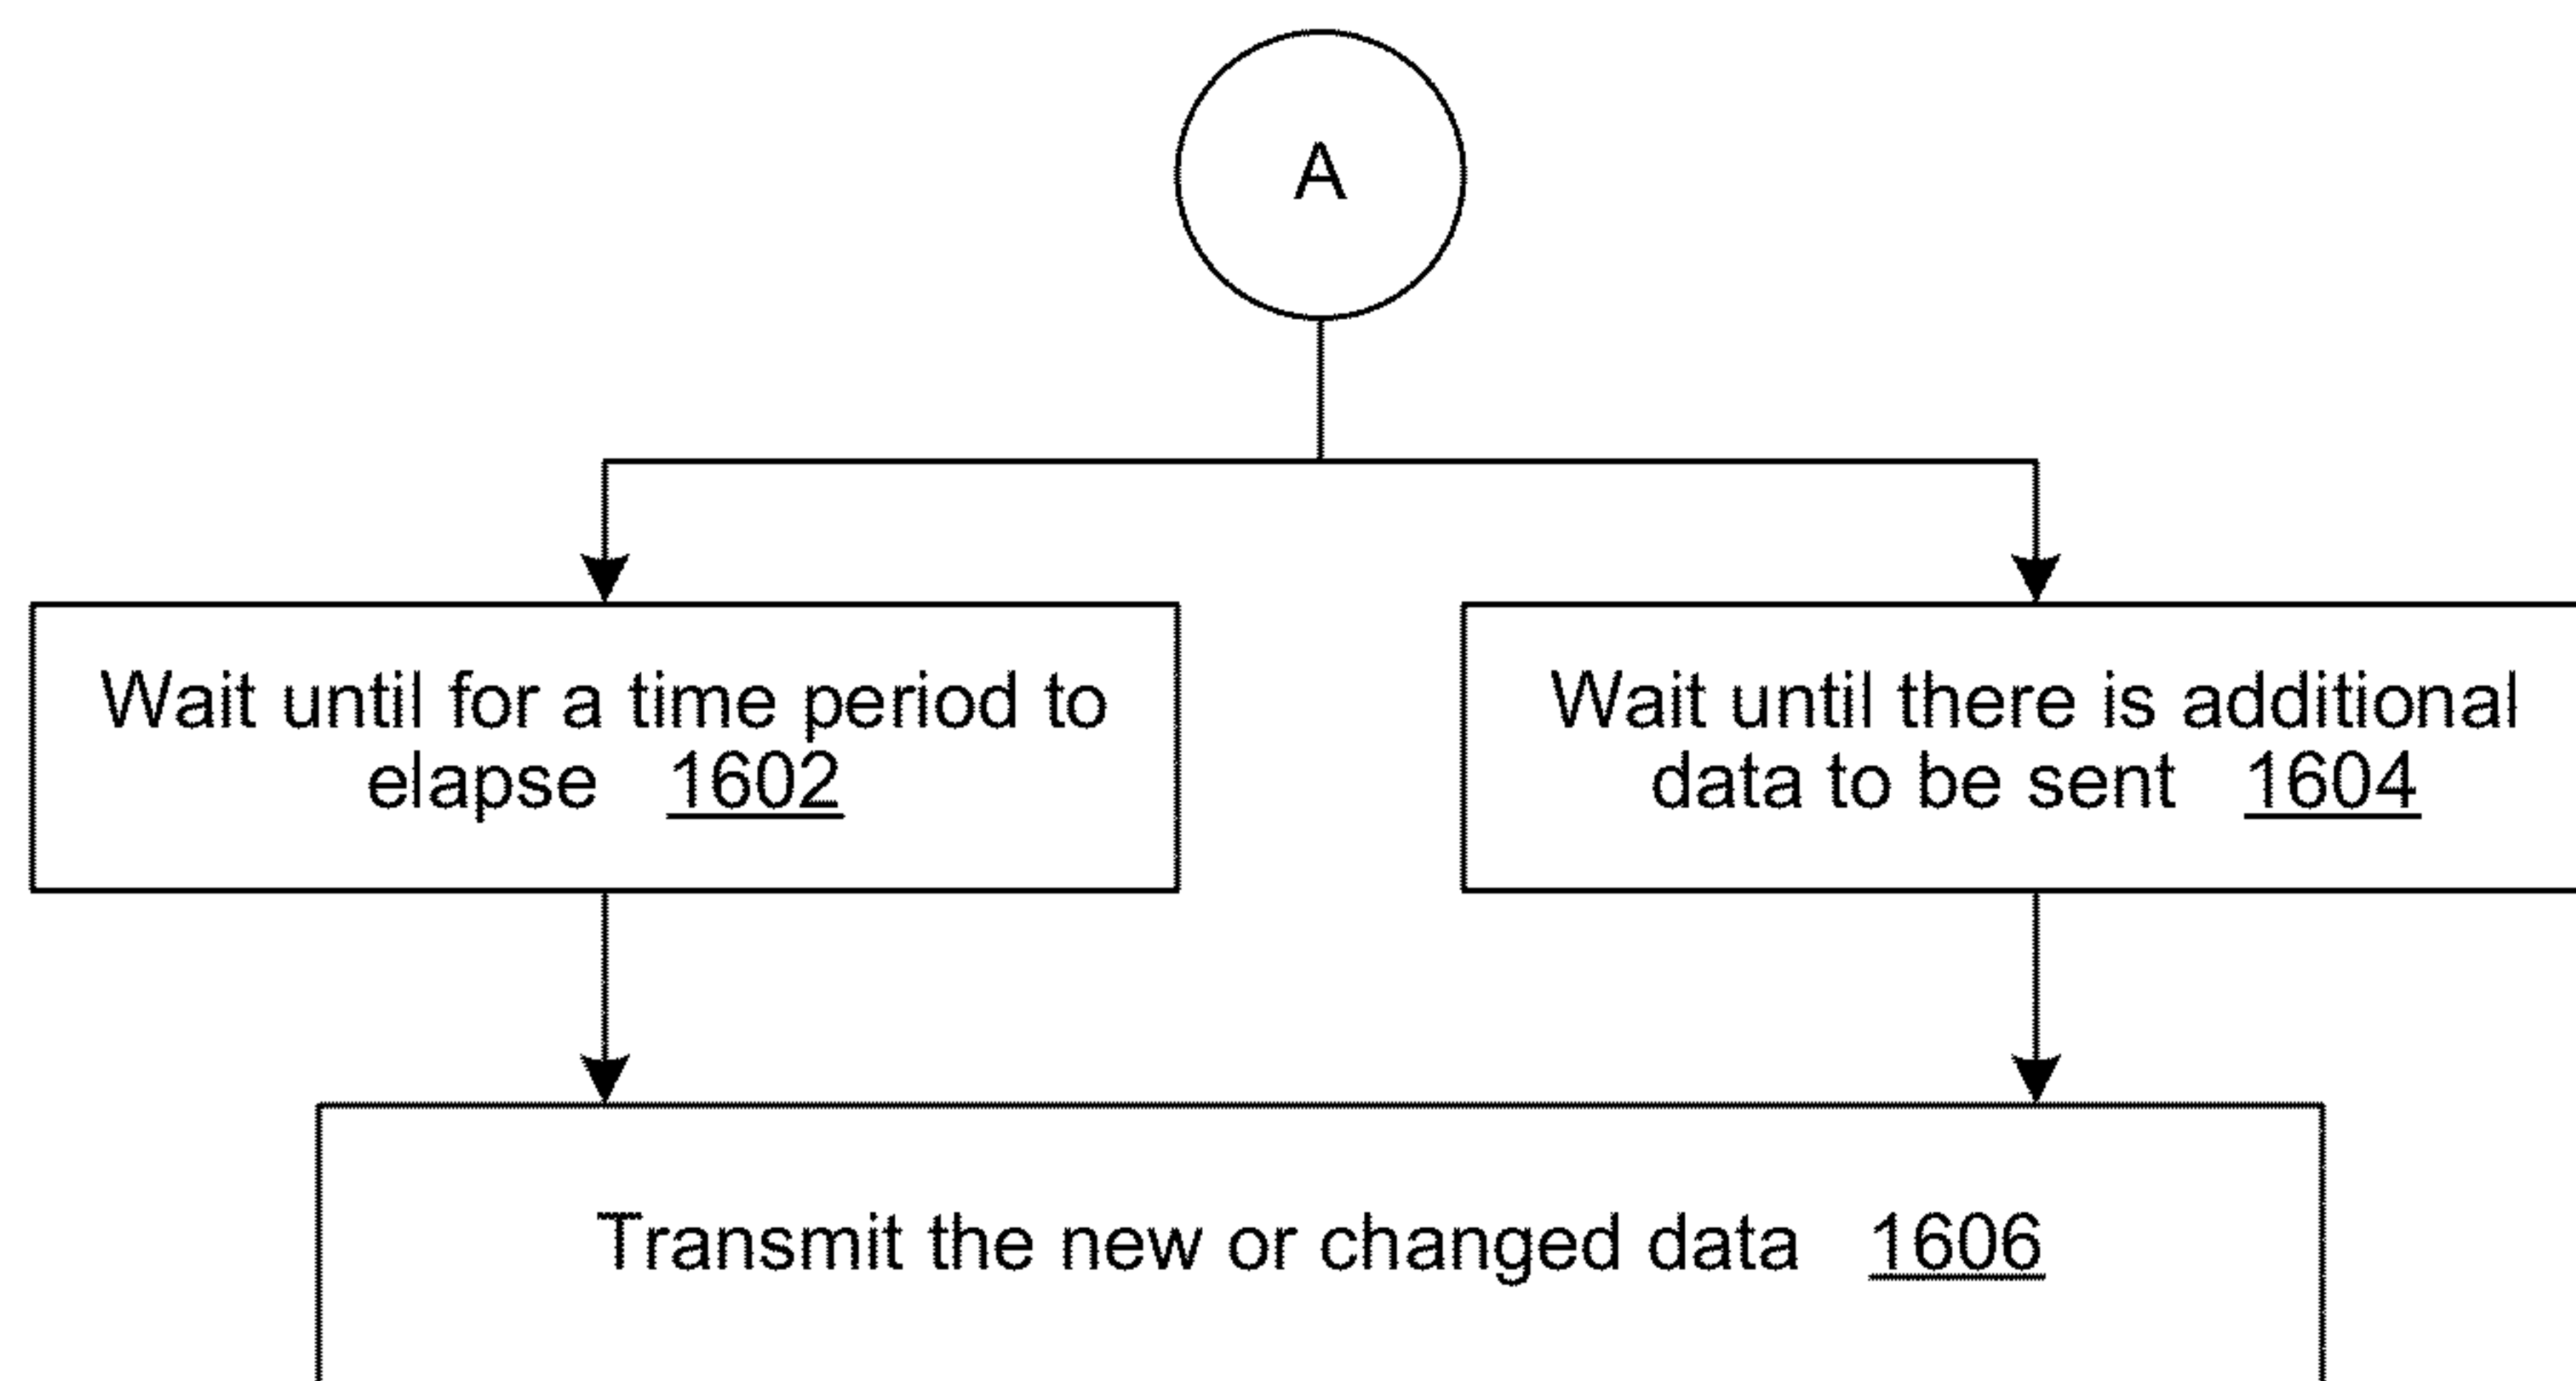 A
Wait until for a time period to
elapse 1602
Wait until there is additional
data to be sent 1604
Transmit the new or changed data 1606